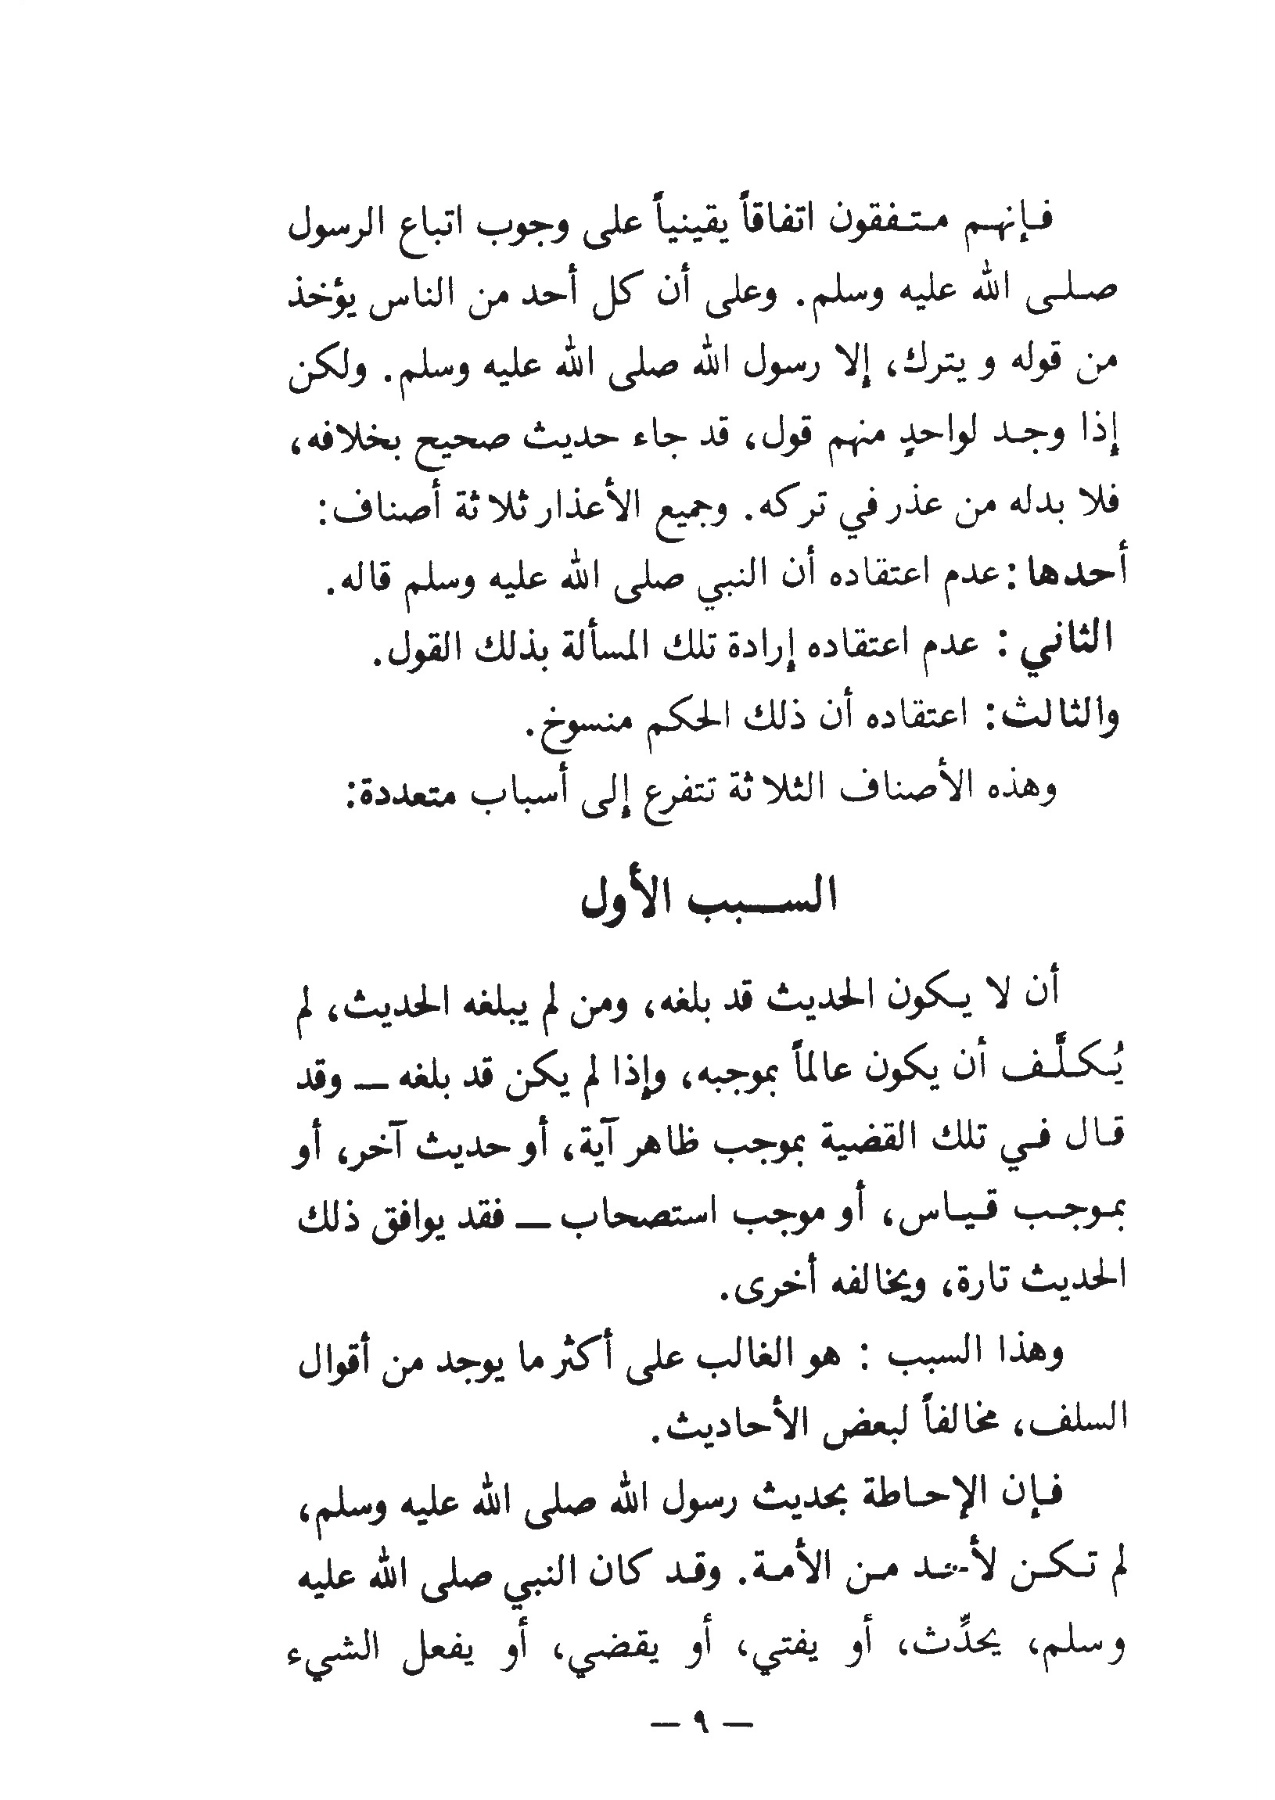 فإنهم متفقون اتفاقاً يقينياً على وجوب اتباع الرسول
صلى الله عليه وسلم. وعلى أن كل أحد من الناس يؤخذ
من قوله و يترك، إلا رسول الله صلى الله عليه وسلم. ولكن
إذا وجد لواحدٍ منهم قول، قد جاء حديث صحيح بخلافه،
فلا بدله من عذر في تركه. وجميع الأعذار ثلاثة أصناف:
أحدها: عدم اعتقاده أن النبي صلى الله عليه وسلم قاله.
الثاني : عدم اعتقاده إرادة تلك المسألة بذلك القول.
والثالث: اعتقاده أن ذلك الحكم منسوخ.
وهذه الأصناف الثلاثة تتفرع إلى أسباب متعددة:
السبب الأول
أن لا يكون الحديث قد بلغه، ومن لم يبلغه الحديث، لم
يُكلَّف أن يكون عالماً بموجبه، وإذا لم يكن قد بلغه — وقد
قال في تلك القضية بموجب ظاهر آية، أو حديث آخر، أو
بموجب قياس، أو موجب استصحاب — فقد يوافق ذلك
الحديث تارة، ويخالفه أخرى.
وهذا السبب : هو الغالب على أكثر ما يوجد من أقوال
السلف، مخالفاً لبعض الأحاديث.
فإن الإحاطة بحديث رسول الله صلى الله عليه وسلم،
لم تكن لأحد من الأمة. وقد كان النبي صلى الله عليه
وسلم، يحدِّث، أو يفتي، أو يقضي، أو يفعل الشيء
— ٩ —